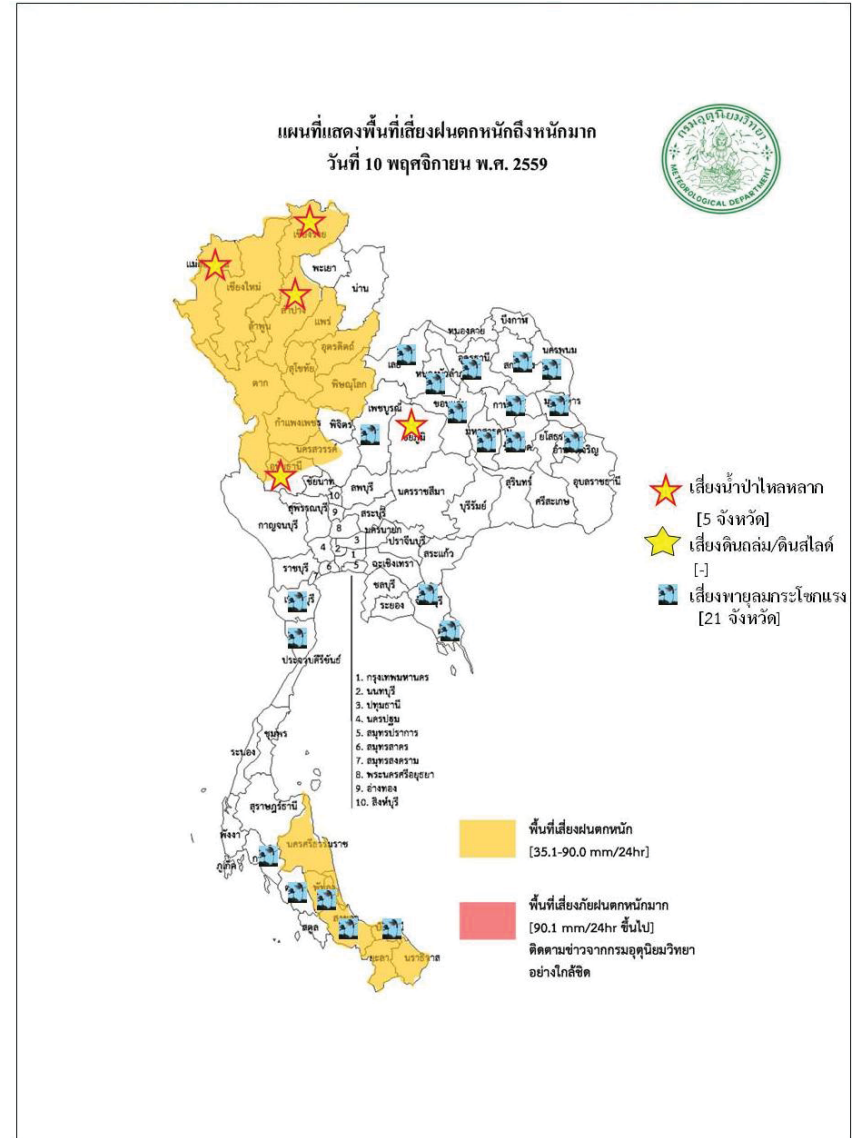 แผนที่แสดงพื้นที่เสี่ยงฝนตกหนักถึงหนักมาก
วันที่ 10 พฤศจิกายน พ.ศ. 2559
กรมอุตุนิยมวิทยา
METEOROLOGICAL DEPARTMENT
เชียงราย
พะเยา
น่าน
เชียงใหม่
ลำปาง
ลำพูน
แพร่
อุตรดิตถ์
สุโขทัย
ตาก
พิษณุโลก
กำแพงเพชร
พิจิตร
นครสวรรค์
เพชรบูรณ์
เลย
หนองคาย
บึงกาฬ
อุดรธานี
นครพนม
ชัยนาท
ลพบุรี
นครราชสีมา
บุรีรัมย์
สุรินทร์
ศรีสะเกษ
อุบลราชธานี
10
สุพรรณบุรี
9
สระบุรี
กาญจนบุรี
8
นครนายก
ปราจีนบุรี
สระแก้ว
4
2
3
1
ฉะเชิงเทรา
ราชบุรี
7
6
5
ชลบุรี
ระยอง
ประจวบคีรีขันธ์
เสี่ยงน้ำป่าไหลหลาก
[5 จังหวัด]
เสี่ยงดินถล่ม/ดินสไลด์
[-]
เสี่ยงพายุลมกระโชกแรง
[21 จังหวัด]
1. กรุงเทพมหานคร
2. นนทบุรี
3. ปทุมธานี
4. นครปฐม
5. สมุทรปราการ
6. สมุทรสาคร
7. สมุทรสงคราม
8. พระนครศรีอยุธยา
9. อ่างทอง
10. สิงห์บุรี
ชุมพร
ระนอง
สุราษฎร์ธานี
พังงา
ภูเก็ต
นครศรีธรรมราช
สตูล
ยะลา
นราธิวาส
พื้นที่เสี่ยงฝนตกหนัก
[35.1-90.0 mm/24hr]
พื้นที่เสี่ยงภัยฝนตกหนักมาก
[90.1 mm/24hr ขึ้นไป]
ติดตามข่าวจากกรมอุตุนิยมวิทยา
อย่างใกล้ชิด